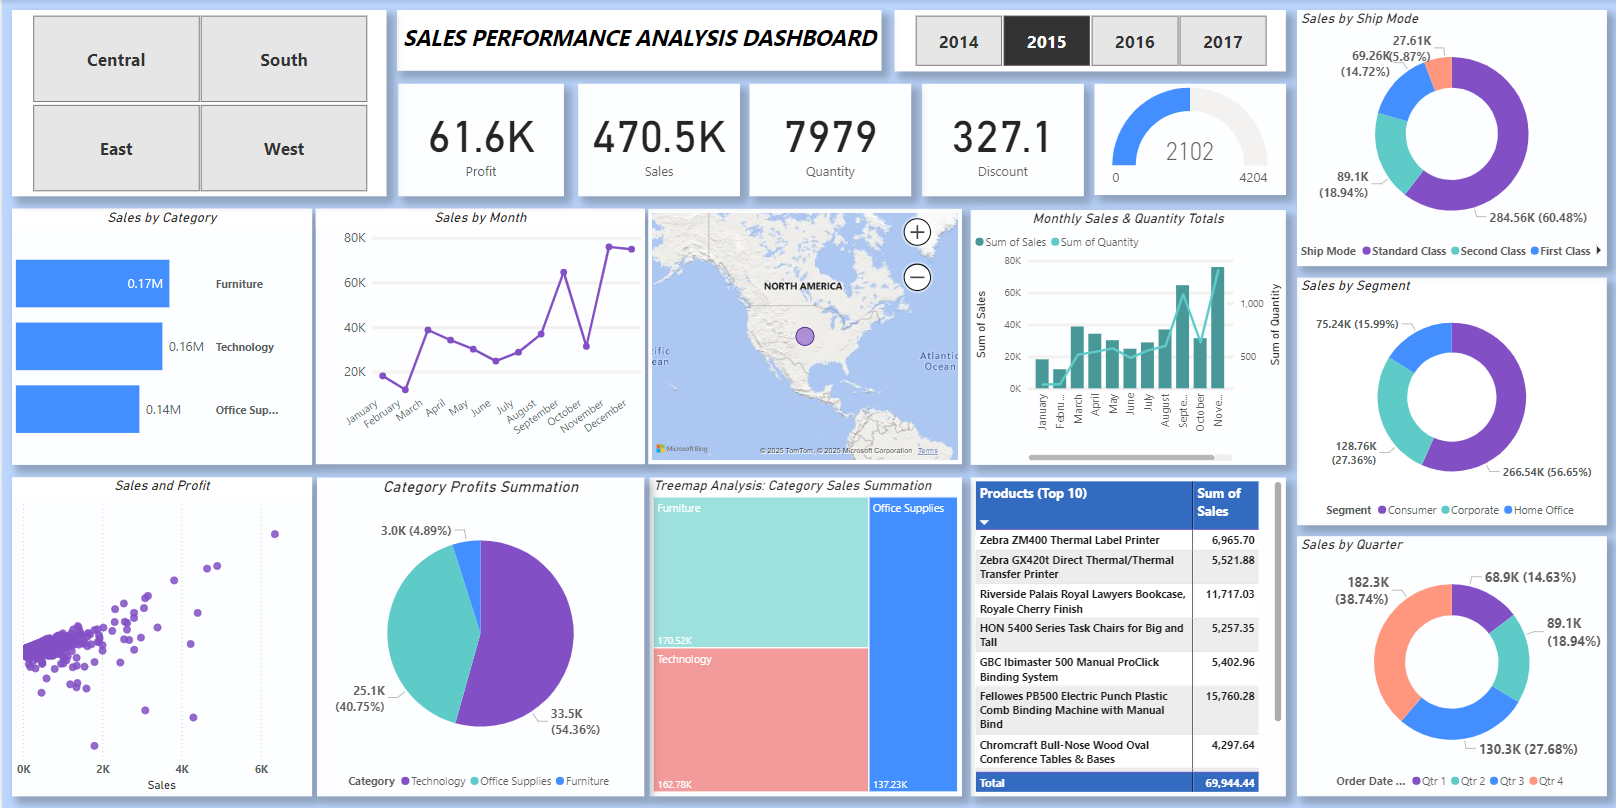 Central
South
East
West
SALES PERFORMANCE ANALYSIS DASHBOARD
2014
2015
2016
2017
61.6K
Profit
470.5K
Sales
7979
Quantity
327.1
Discount
2102
0
4204
Sales by Ship Mode
27.61K
(5.87%)
69.26K
(14.72%)
89.1K
(18.94%)
284.56K (60.48%)
Ship Mode
Standard Class
Second Class
First Class
Sales by Category
0.17M
Furniture
0.16M
Technology
0.14M
Office Sup...
Sales by Month
80K
60K
40K
20K
January
February
March
April
May
June
July
August
September
October
November
December
NORTH AMERICA
ific
ean
Atlantic
Ocean
Microsoft Bing
© 2025 TomTom, © 2025 Microsoft Corporation
Terms
Monthly Sales & Quantity Totals
Sum of Sales
Sum of Quantity
80K
60K
40K
20K
0K
Sum of Sales
1,000
500
Sum of Quantity
January
Febru...
March
April
May
June
July
August
Septe...
October
Nove...
Sales by Segment
75.24K (15.99%)
128.76K
(27.36%)
266.54K (56.65%)
Segment
Consumer
Corporate
Home Office
Sales and Profit
0K
2K
4K
6K
Sales
Category Profits Summation
3.0K (4.89%)
25.1K
(40.75%)
33.5K
(54.36%)
Category
Technology
Office Supplies
Furniture
Treemap Analysis: Category Sales Summation
Furniture
170.52K
Technology
162.78K
Office Supplies
137.23K
Products (Top 10)
Sum of
Sales
Zebra ZM400 Thermal Label Printer
6,965.70
Zebra GX420t Direct Thermal/Thermal
Transfer Printer
5,521.88
Riverside Palais Royal Lawyers Bookcase,
Royale Cherry Finish
11,717.03
HON 5400 Series Task Chairs for Big and
Tall
5,257.35
GBC Ibimaster 500 Manual ProClick
Binding System
5,402.96
Fellowes PB500 Electric Punch Plastic
Comb Binding Machine with Manual
Bind
15,760.28
Chromcraft Bull-Nose Wood Oval
Conference Tables & Bases
4,297.64
Total
69,944.44
Sales by Quarter
182.3K
(38.74%)
68.9K (14.63%)
89.1K
(18.94%)
130.3K (27.68%)
Order Date ...
Qtr 1
Qtr 2
Qtr 3
Qtr 4